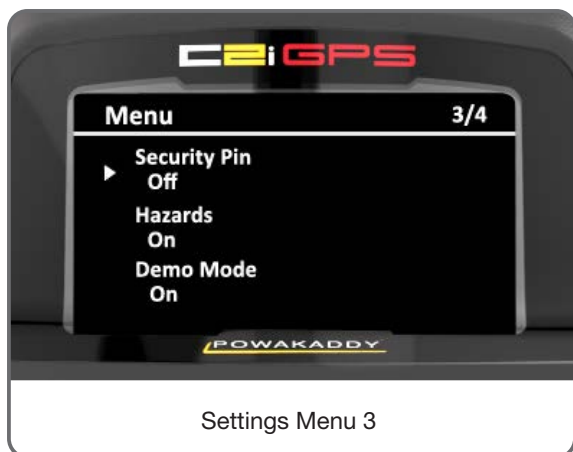 C2i GPS
Menu 3/4
Security Pin
Off
Hazards
On
Demo Mode
On
POWAKADDY
Settings Menu 3